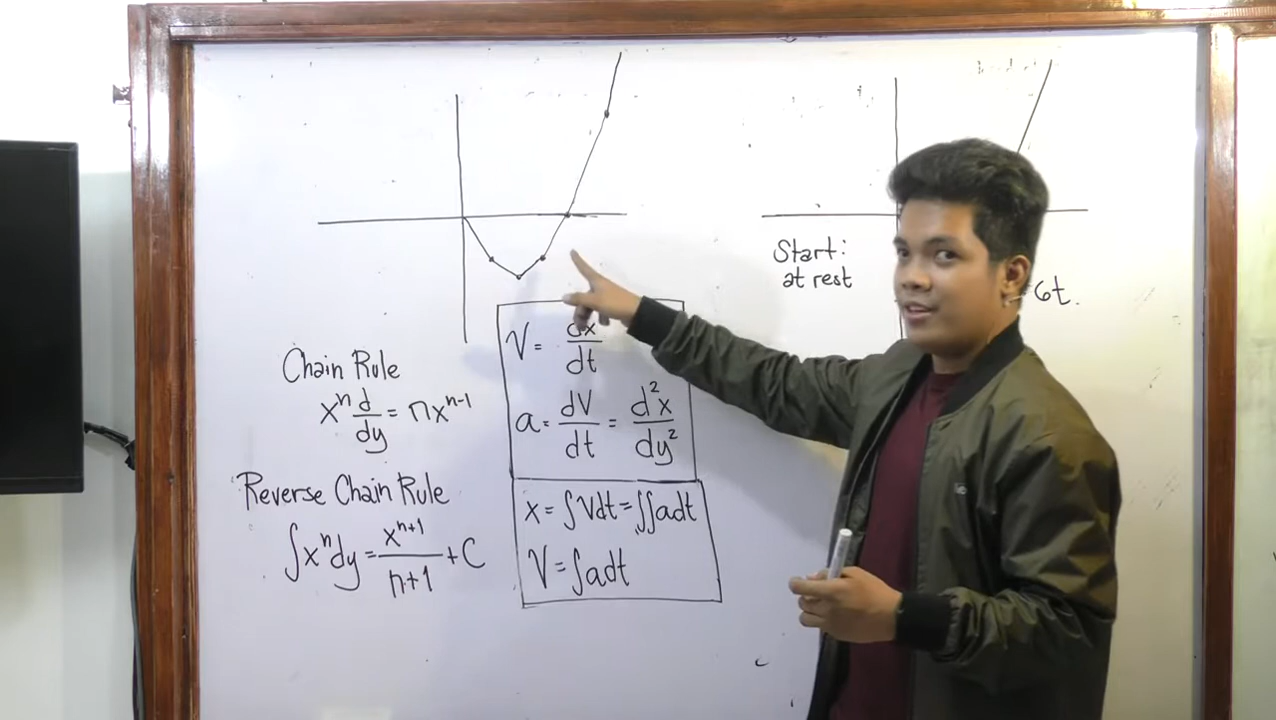 Start:
at rest
6t.
Chain Rule
xⁿ d/dy = nxⁿ⁻¹
Reverse Chain Rule
∫xⁿdy = xⁿ⁺¹/n+1 + C
V = dx/dt
a = dV/dt = d²x/dy²
x = ∫Vdt = ∫∫adt
V = ∫adt